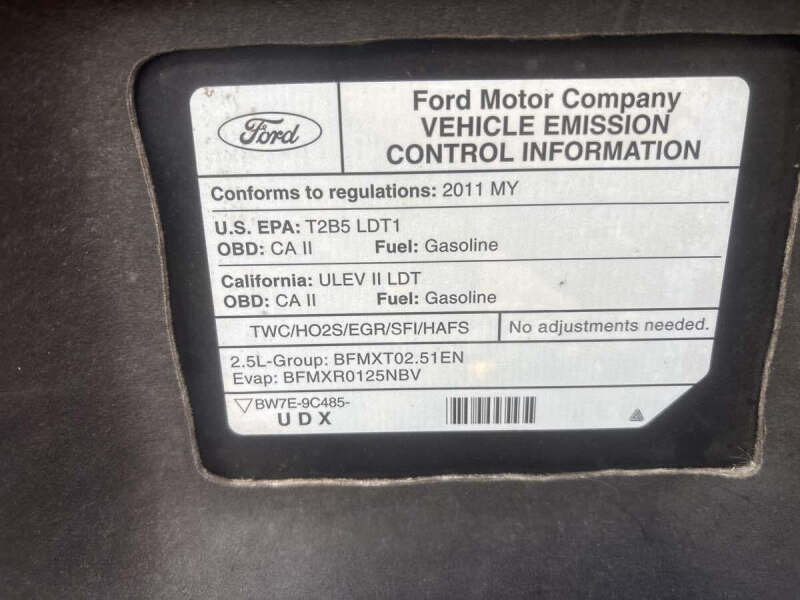 Ford
Ford Motor Company
VEHICLE EMISSION
CONTROL INFORMATION
Conforms to regulations: 2011 MY
U.S. EPA: T2B5 LDT1
OBD: CA II Fuel: Gasoline
California: ULEV II LDT
OBD: CA II Fuel: Gasoline
TWC/HO2S/EGR/SFI/HAFS No adjustments needed.
2.5L-Group: BFMXT02.51EN
Evap: BFMXR0125NBV
BW7E-9C485-
UDX